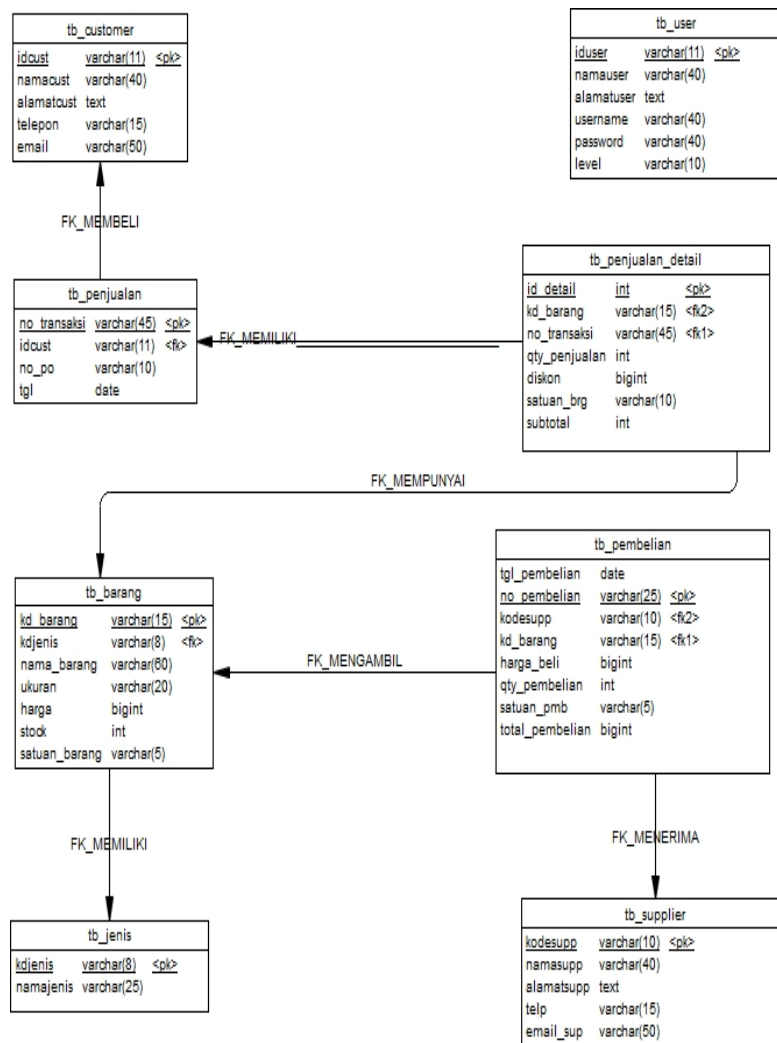 tb_customer
idcust varchar(11) <pk>
namacust varchar(40)
alamatcust text
telepon varchar(15)
email varchar(50)
tb_user
iduser varchar(11) <pk>
namauser varchar(40)
alamatuser text
username varchar(40)
password varchar(40)
level varchar(10)
FK_MEMBELI
tb_penjualan
no_transaksi varchar(45) <pk>
idcust varchar(11) <fk>
no_po varchar(10)
tgl date
FK_MEMILIKI
tb_penjualan_detail
id_detail int <pk>
kd_barang varchar(15) <fk2>
no_transaksi varchar(45) <fk1>
qty_penjualan int
diskon bigint
satuan_brg varchar(10)
subtotal int
FK_MEMPUNYAI
tb_barang
kd_barang varchar(15) <pk>
kdjenis varchar(8) <fk>
nama_barang varchar(60)
ukuran varchar(20)
harga bigint
stock int
satuan_barang varchar(5)
FK_MENGAMBIL
tb_pembelian
tgl_pembelian date
no_pembelian varchar(25) <pk>
kodesupp varchar(10) <fk2>
kd_barang varchar(15) <fk1>
harga_beli bigint
qty_pembelian int
satuan_pmb varchar(5)
total_pembelian bigint
FK_MEMILIKI
FK_MENERIMA
tb_jenis
kdjenis varchar(8) <pk>
namajenis varchar(25)
tb_supplier
kodesupp varchar(10) <pk>
namasupp varchar(40)
alamatsupp text
telp varchar(15)
email_sup varchar(50)